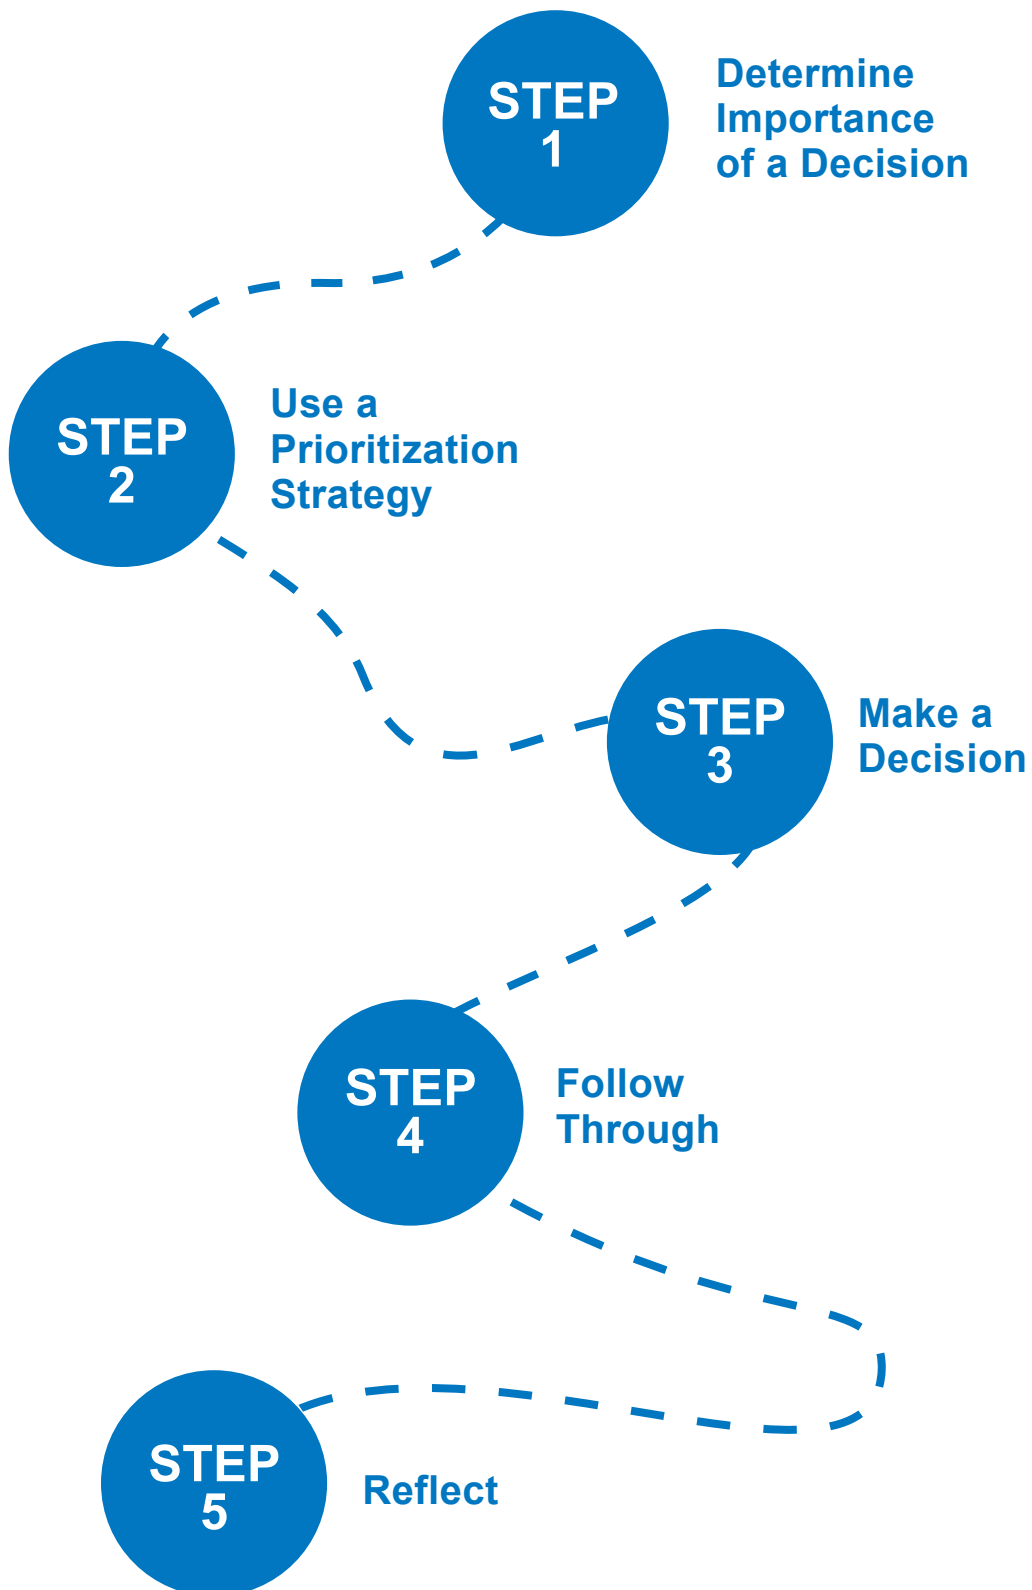 STEP
1
Determine
Importance
of a Decision
STEP
2
Use a
Prioritization
Strategy
STEP
3
Make a
Decision
STEP
4
Follow
Through
STEP
5
Reflect